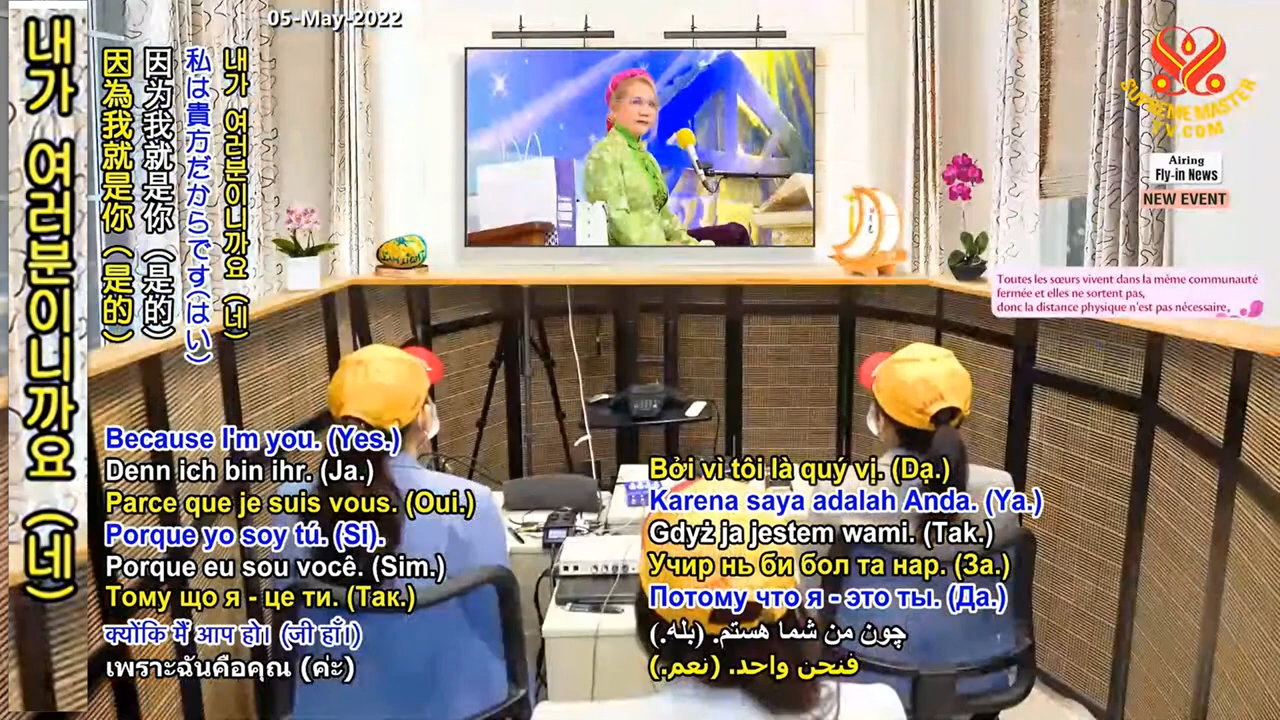 05-May-2022
내가 여러분이니까요 (네)
因為我就是你（是的）
因为我就是你（是的）
私は貴方だからです(はい)
내가 여러분이니까요 (네)
SUPREME MASTER
TV.COM
Airing
Fly-in News
NEW EVENT
Toutes les sœurs vivent dans la même communauté
fermée et elles ne sortent pas,
donc la distance physique n'est pas nécessaire,
Because I'm you. (Yes.)
Denn ich bin ihr. (Ja.)
Parce que je suis vous. (Oui.)
Porque yo soy tú. (Si).
Porque eu sou você. (Sim.)
Тому що я - це ти. (Так.)
क्योंकि मैं आप हो। (जी हाँ।)
เพราะฉันคือคุณ (ค่ะ)
Bởi vì tôi là quý vị. (Dạ.)
Karena saya adalah Anda. (Ya.)
Gdyż ja jestem wami. (Tak.)
Учир нь би бол та нар. (За.)
Потому что я - это ты. (Да.)
چون من شما هستم. (بله.)
فنحن واحد. (نعم.)